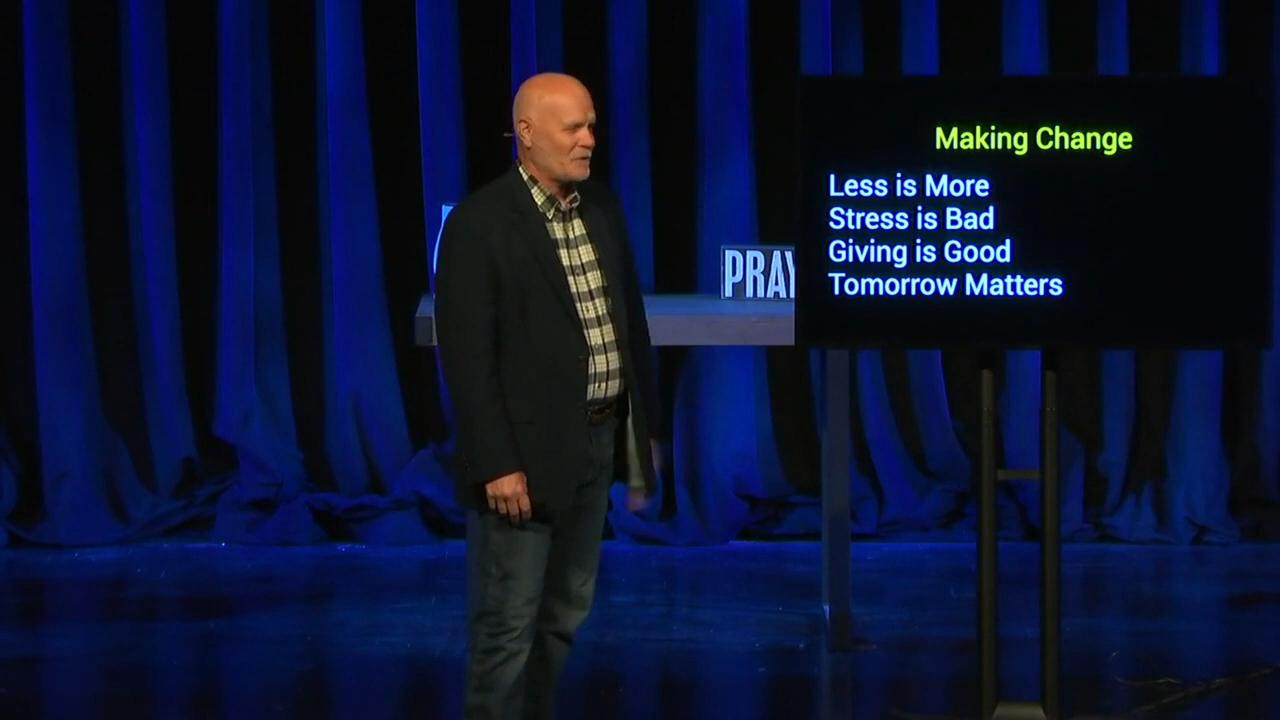 Making Change
Less is More
Stress is Bad
Giving is Good
Tomorrow Matters
PRAY